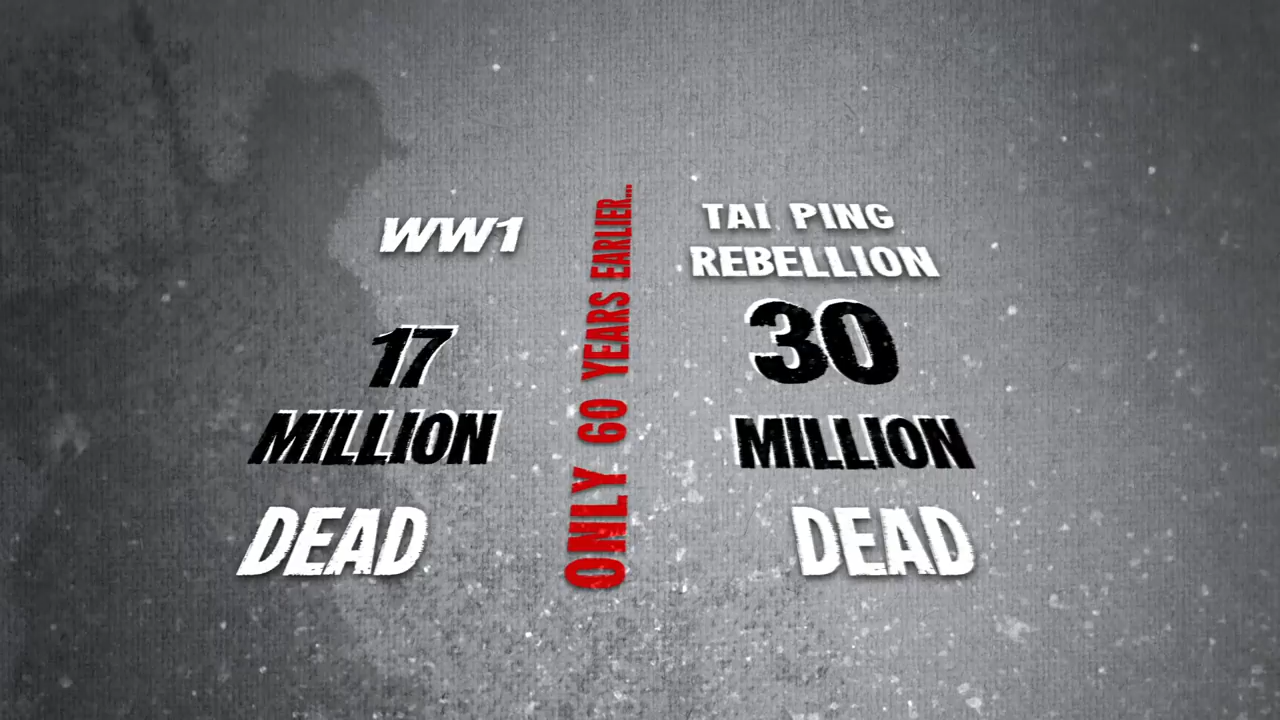 WW1
17
MILLION
DEAD
ONLY 60 YEARS EARLIER...
TAI PING
REBELLION
30
MILLION
DEAD